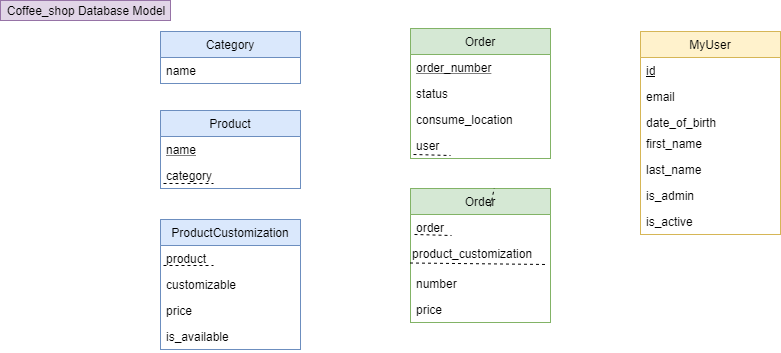 Coffee_shop Database Model
Category
name
Product
name
category
ProductCustomization
product
customizable
price
is_available
Order
order_number
status
consume_location
user
Order
order
product_customization
number
price
MyUser
id
email
date_of_birth
first_name
last_name
is_admin
is_active